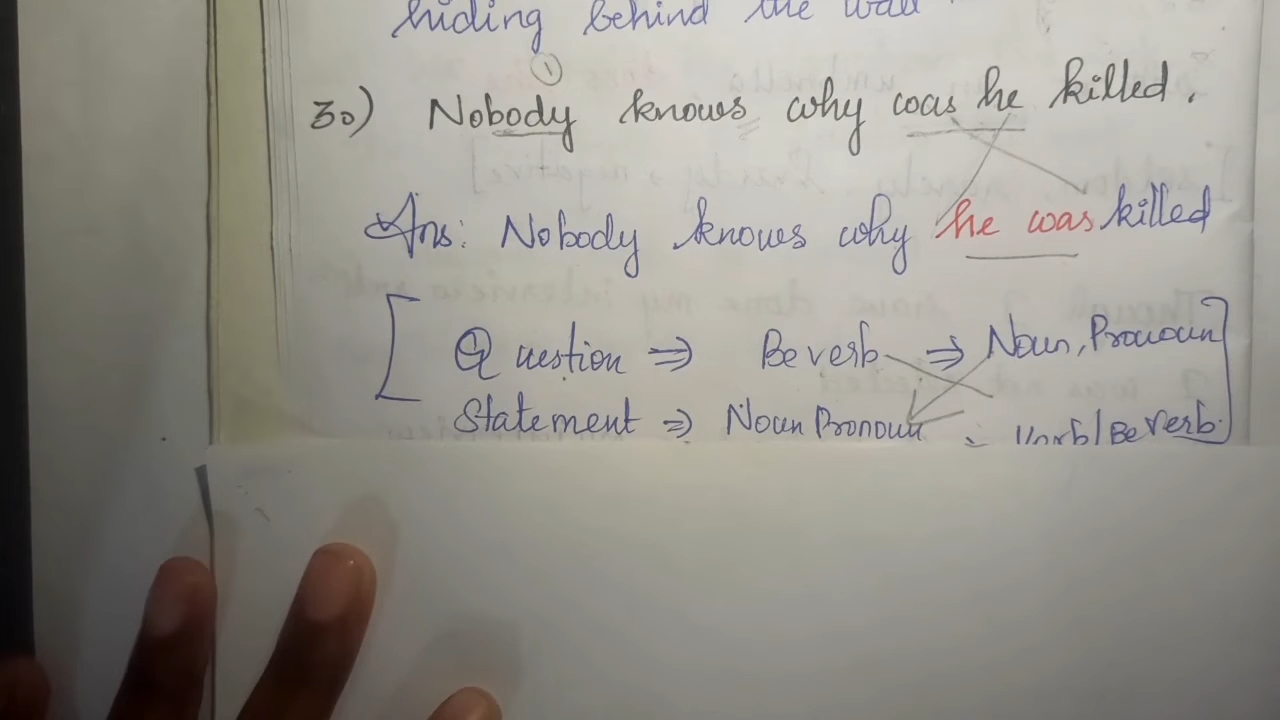 hiding behind the wall
①
30) Nobody knows why was he killed.
Ans: Nobody knows why he was killed
[ Question ⇒ Be verb ⇒ Noun, Pronoun ]
Statement ⇒ Noun Pronoun ⇒ Verb/Be verb.